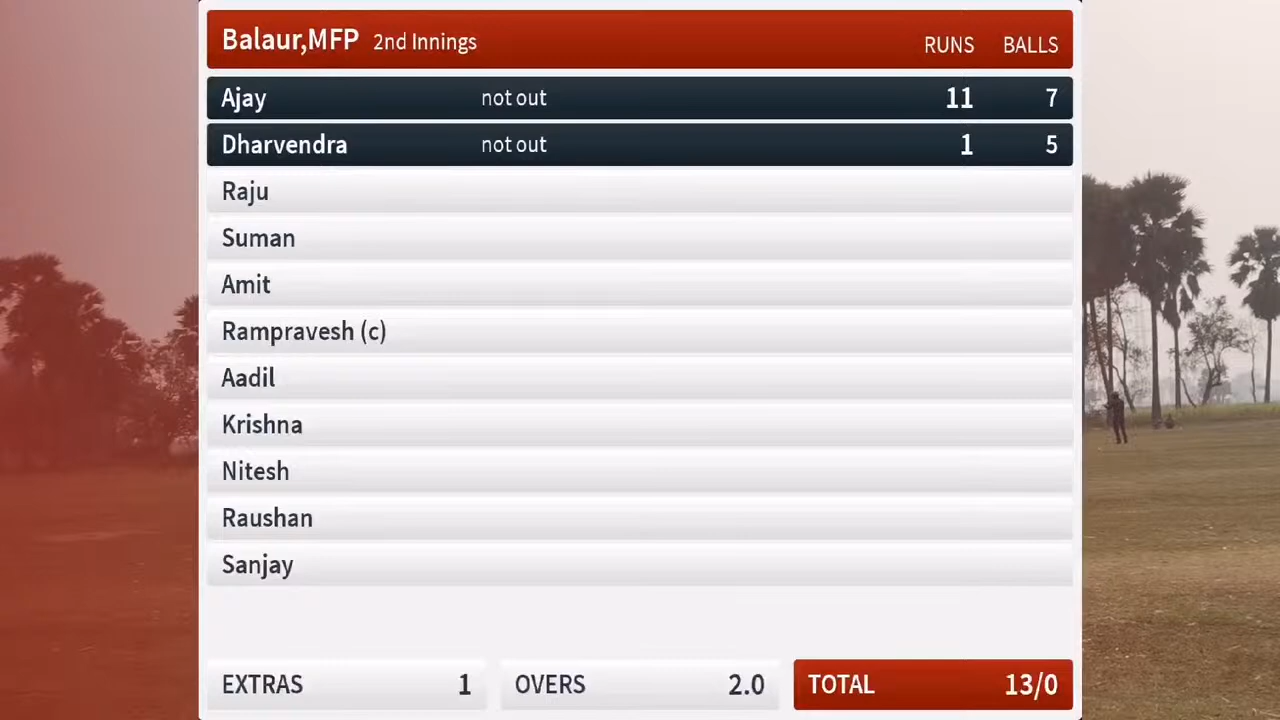 Balaur,MFP 2nd Innings RUNS BALLS
Ajay not out 11 7
Dharvendra not out 1 5
Raju
Suman
Amit
Rampravesh (c)
Aadil
Krishna
Nitesh
Raushan
Sanjay
EXTRAS 1 OVERS 2.0 TOTAL 13/0